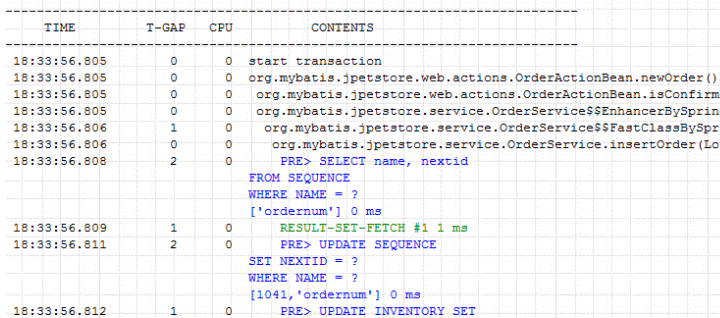 --------------------------------------------------------------------------
TIME T-GAP CPU CONTENTS
--------------------------------------------------------------------------
18:33:56.805 0 0 start transaction
18:33:56.805 0 0 org.mybatis.jpetstore.web.actions.OrderActionBean.newOrder()
18:33:56.805 0 0 org.mybatis.jpetstore.web.actions.OrderActionBean.isConfirm
18:33:56.805 0 0 org.mybatis.jpetstore.service.OrderService$$EnhancerBySprin
18:33:56.806 1 0 org.mybatis.jpetstore.service.OrderService$$FastClassBySpr
18:33:56.806 0 0 org.mybatis.jpetstore.service.OrderService.insertOrder(Lo
18:33:56.808 2 0 PRE> SELECT name, nextid
FROM SEQUENCE
WHERE NAME = ?
['ordernum'] 0 ms
18:33:56.809 1 0 RESULT-SET-FETCH #1 1 ms
18:33:56.811 2 0 PRE> UPDATE SEQUENCE
SET NEXTID = ?
WHERE NAME = ?
[1041,'ordernum'] 0 ms
18:33:56.812 1 0 PRE> UPDATE INVENTORY SET